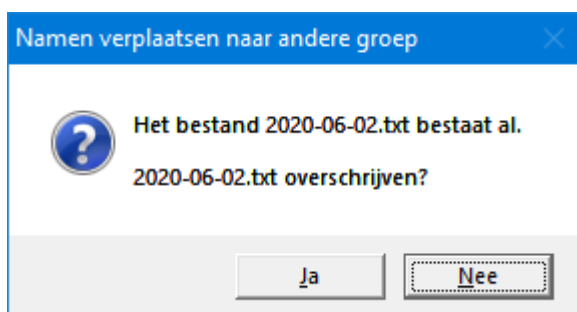 Namen verplaatsen naar andere groep
Het bestand 2020-06-02.txt bestaat al.
2020-06-02.txt overschrijven?
Ja
Nee